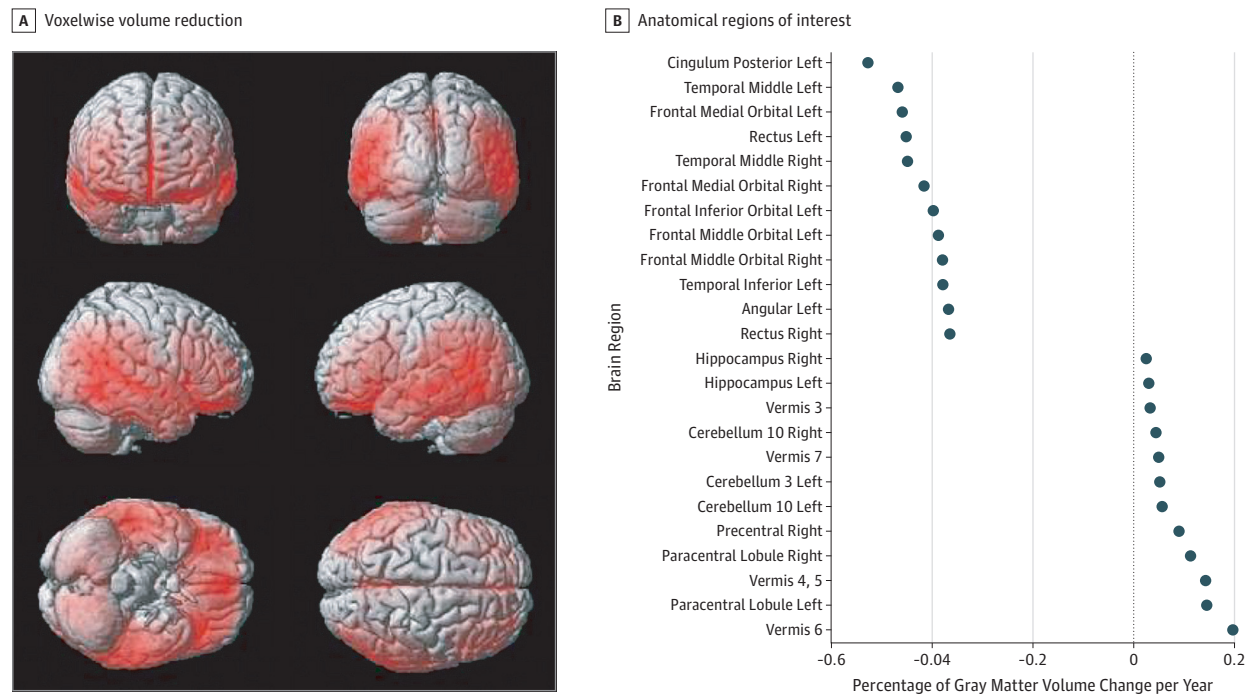 A Voxelwise volume reduction
B Anatomical regions of interest
Brain Region
Cingulum Posterior Left
Temporal Middle Left
Frontal Medial Orbital Left
Rectus Left
Temporal Middle Right
Frontal Medial Orbital Right
Frontal Inferior Orbital Left
Frontal Middle Orbital Left
Frontal Middle Orbital Right
Temporal Inferior Left
Angular Left
Rectus Right
Hippocampus Right
Hippocampus Left
Vermis 3
Cerebellum 10 Right
Vermis 7
Cerebellum 3 Left
Cerebellum 10 Left
Precentral Right
Paracentral Lobule Right
Vermis 4, 5
Paracentral Lobule Left
Vermis 6
-0.6 -0.04 -0.2 0 0.2
Percentage of Gray Matter Volume Change per Year